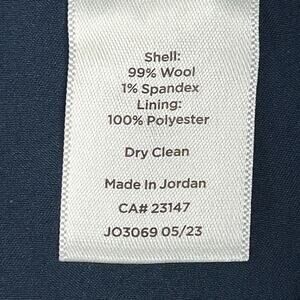 Shell:
99% Wool
1% Spandex
Lining:
100% Polyester
Dry Clean
Made In Jordan
CA# 23147
JO3069 05/23